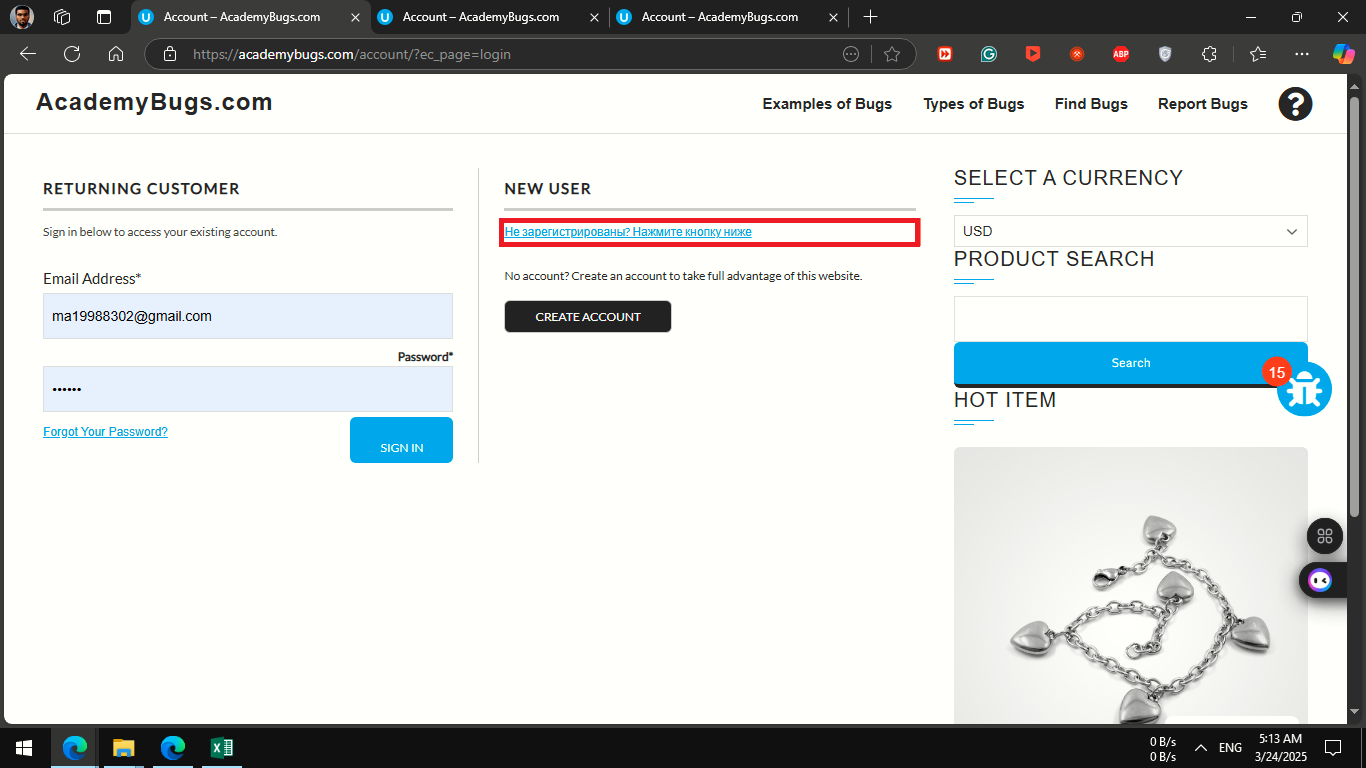 Account – AcademyBugs.com
Account – AcademyBugs.com
Account – AcademyBugs.com
https://academybugs.com/account/?ec_page=login
ABP
AcademyBugs.com
Examples of Bugs
Types of Bugs
Find Bugs
Report Bugs
?
RETURNING CUSTOMER
Sign in below to access your existing account.
Email Address*
ma19988302@gmail.com
Password*
••••••
Forgot Your Password?
SIGN IN
NEW USER
Не зарегистрированы? Нажмите кнопку ниже
No account? Create an account to take full advantage of this website.
CREATE ACCOUNT
SELECT A CURRENCY
USD
PRODUCT SEARCH
Search
15
HOT ITEM
0 B/s
0 B/s
ENG
5:13 AM
3/24/2025